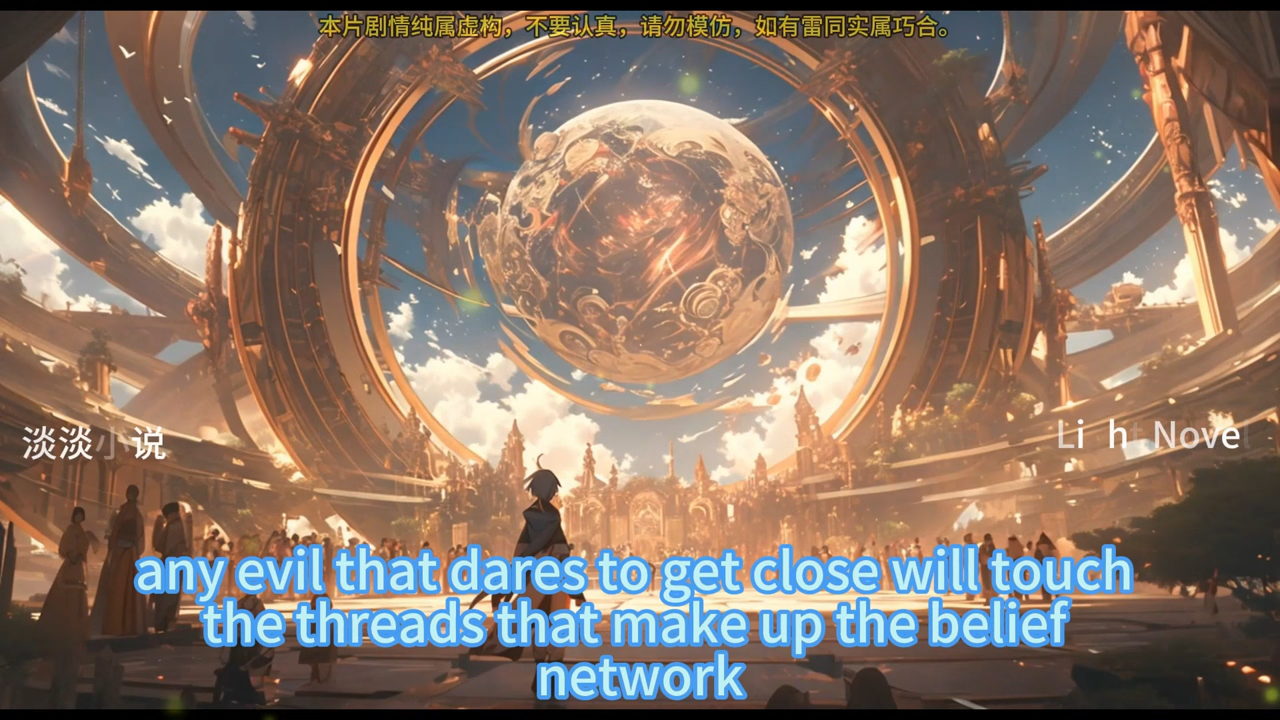 本片剧情纯属虚构，不要认真，请勿模仿，如有雷同实属巧合。
淡淡小说
Li h Nove
any evil that dares to get close will touch
the threads that make up the belief
network